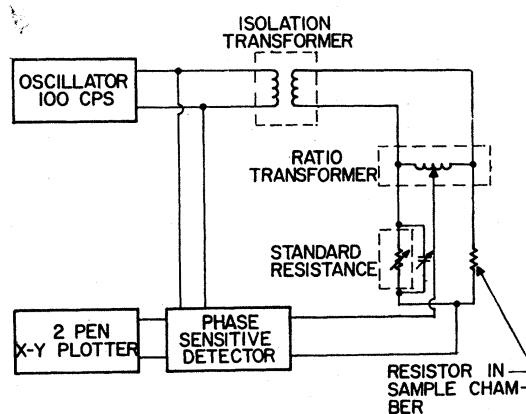 ISOLATION
TRANSFORMER
OSCILLATOR
100 CPS
RATIO
TRANSFORMER
STANDARD
RESISTANCE
2 PEN
X-Y PLOTTER
PHASE
SENSITIVE
DETECTOR
RESISTOR IN
SAMPLE CHAM-
BER